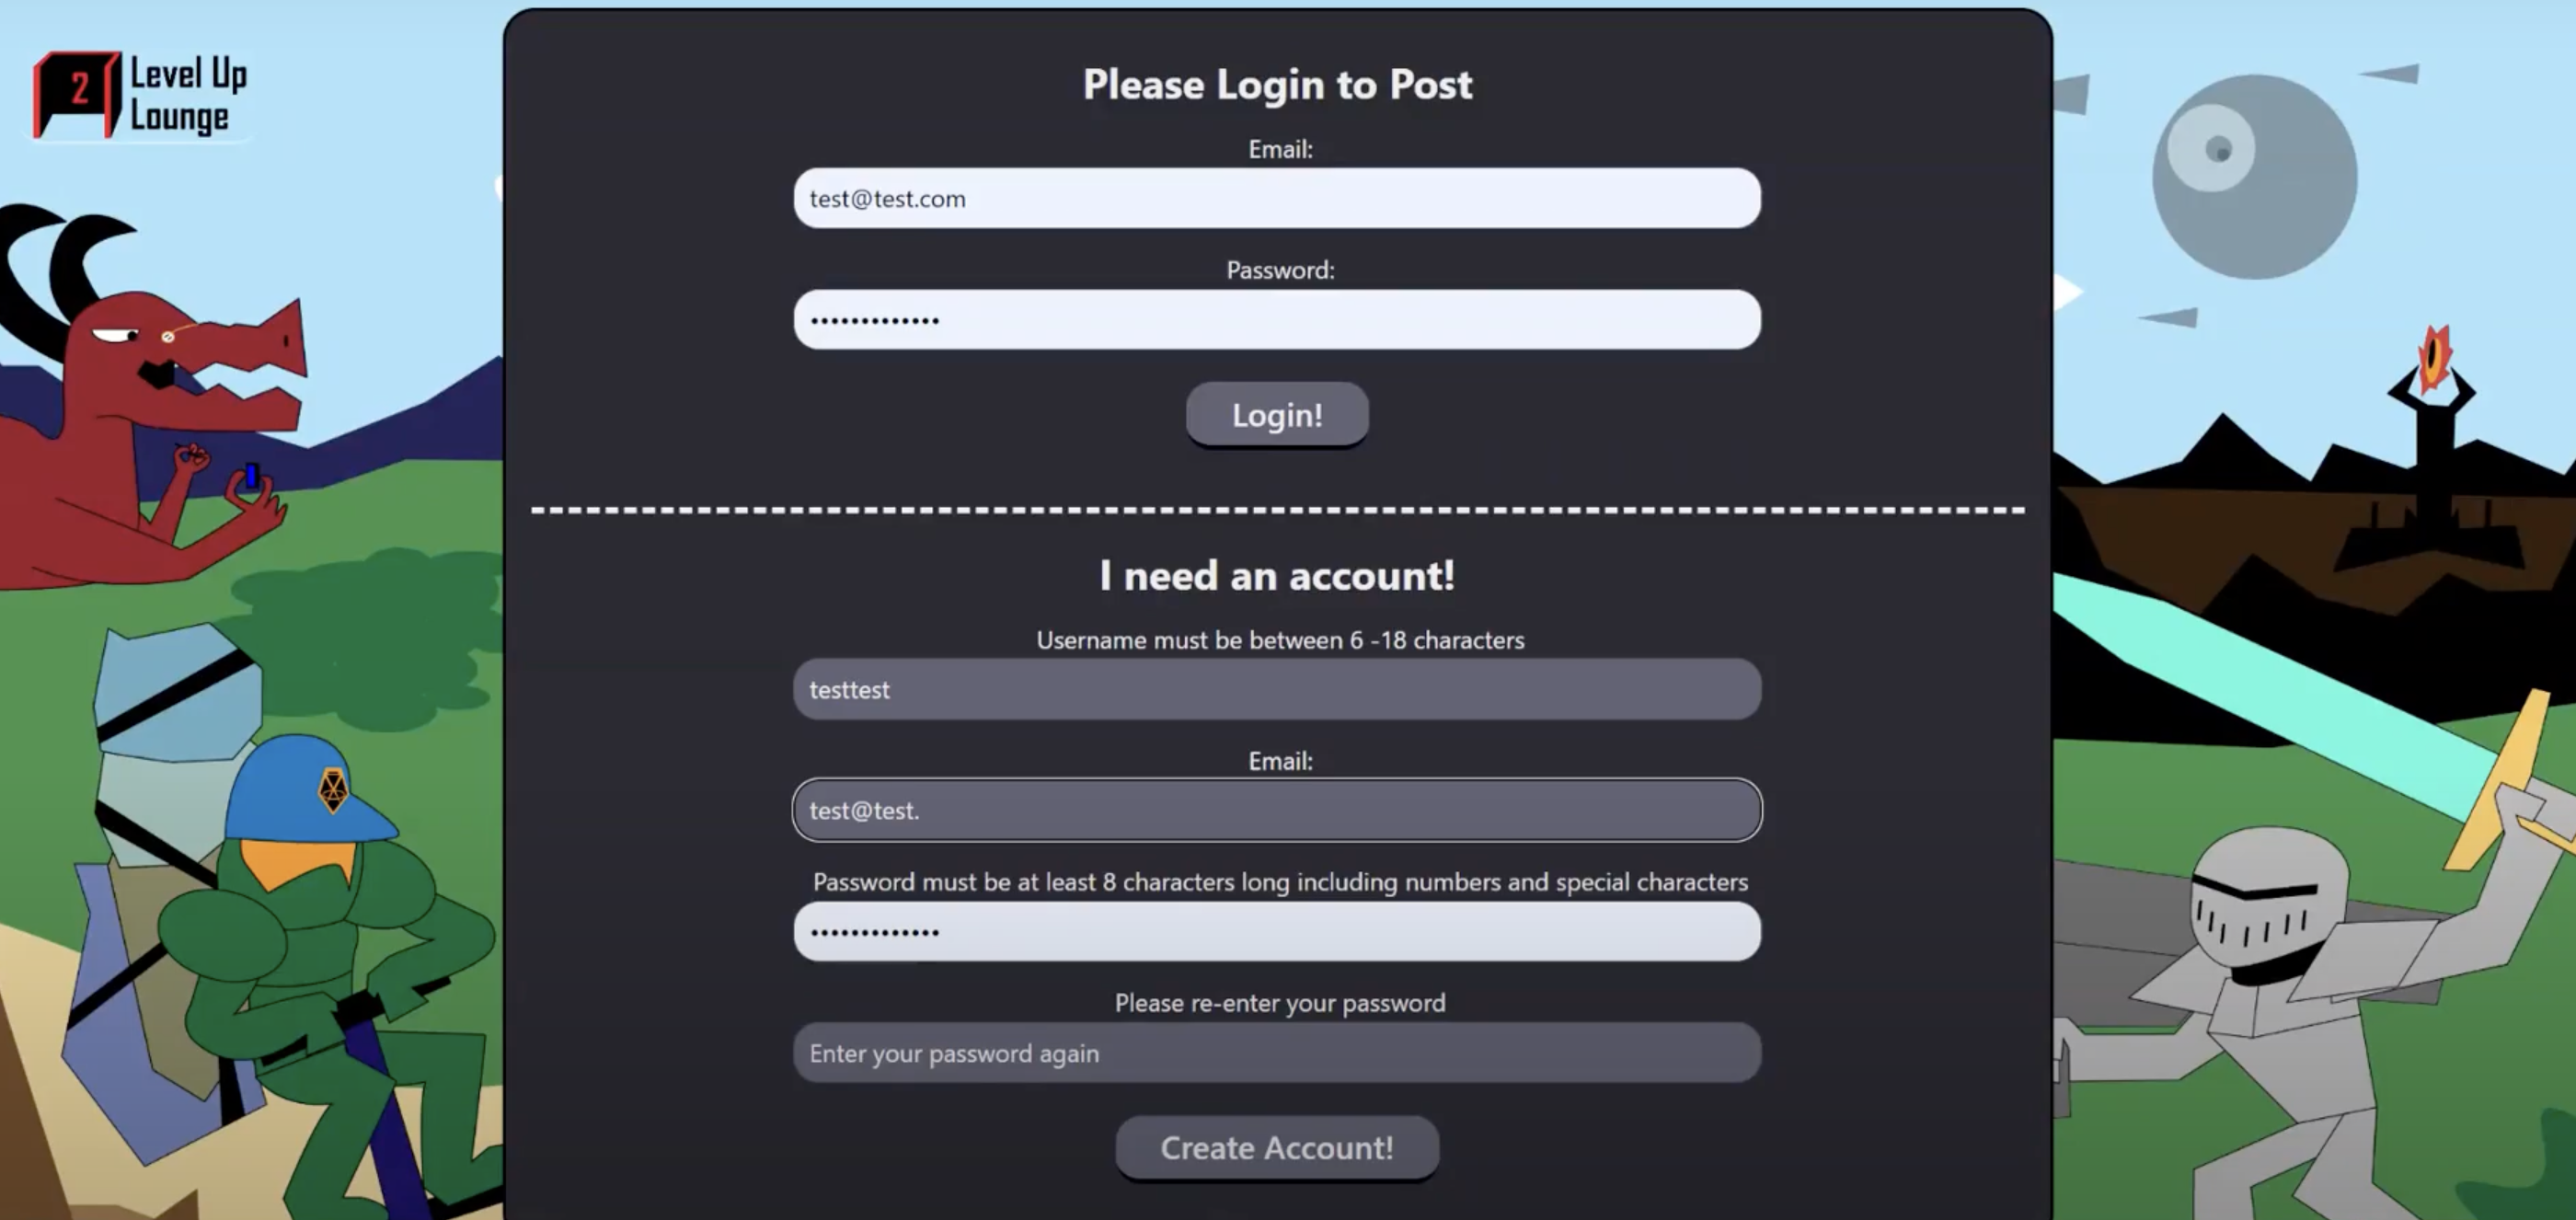 2
Level Up
Lounge
Please Login to Post
Email:
test@test.com
Password:
•••••••••••••
Login!
I need an account!
Username must be between 6 -18 characters
testtest
Email:
test@test.
Password must be at least 8 characters long including numbers and special characters
•••••••••••••
Please re-enter your password
Enter your password again
Create Account!